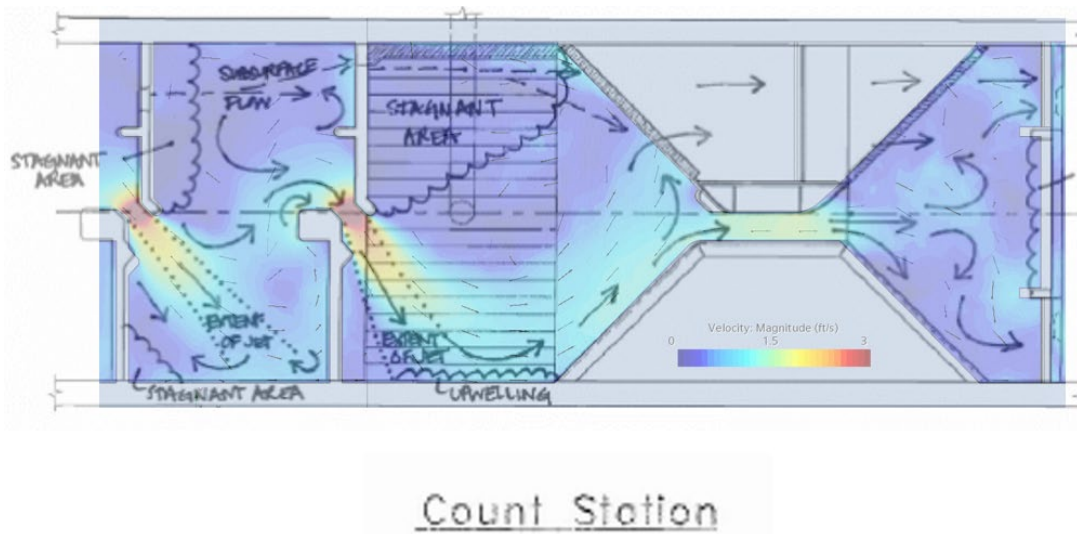 SUBSURFACE
FLOW
STAGNANT
AREA
STAGNANT
AREA
EXTENT
OF JET
EXTENT
OF JET
STAGNANT AREA
UPWELLING
Velocity: Magnitude (ft/s)
0 1.5 3
Count Station